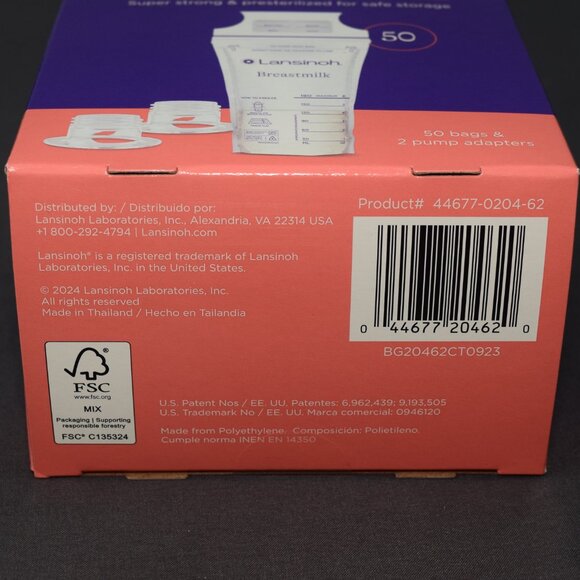 Super strong & presterilized for safe storage
50
Lansinoh
Breastmilk
50 bags &
2 pump adapters
Distributed by: / Distribuido por:
Lansinoh Laboratories, Inc., Alexandria, VA 22314 USA
+1 800-292-4794 | Lansinoh.com
Lansinoh® is a registered trademark of Lansinoh
Laboratories, Inc. in the United States.
© 2024 Lansinoh Laboratories, Inc.
All rights reserved
Made in Thailand / Hecho en Tailandia
Product# 44677-0204-62
0 44677 20462 0
BG20462CT0923
FSC
www.fsc.org
MIX
Packaging | Supporting
responsible forestry
FSC® C135324
U.S. Patent Nos / EE. UU. Patentes: 6,962,439; 9,193,505
U.S. Trademark No / EE. UU. Marca comercial: 0946120
Made from Polyethylene. Composición: Polietileno.
Cumple norma INEN EN 14350